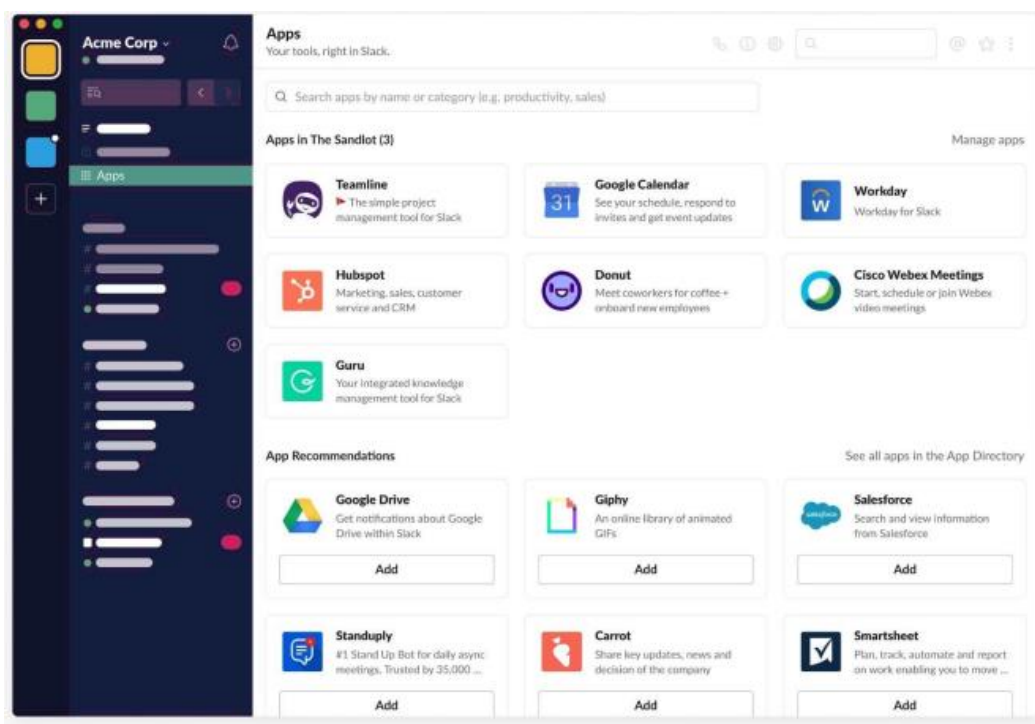 Acme Corp
Apps
Apps
Your tools, right in Slack.
Search apps by name or category (e.g. productivity, sales)
Apps in The Sandlot (3)
Manage apps
Teamline
The simple project
management tool for Slack
Google Calendar
31
See your schedule, respond to
invites and get event updates
W
Workday
Workday for Slack
Hubspot
Marketing, sales, customer
service and CRM
Donut
Meet coworkers for coffee +
onboard new employees
Cisco Webex Meetings
Start, schedule or join Webex
video meetings
G
Guru
Your integrated knowledge
management tool for Slack
App Recommendations
See all apps in the App Directory
Google Drive
Get notifications about Google
Drive within Slack
Add
Giphy
An online library of animated
GIFs
Add
salesforce
Salesforce
Search and view information
from Salesforce
Add
Standuply
#1 Stand Up Bot for daily async
meetings. Trusted by 35,000 ...
Add
Carrot
Share key updates, news and
decision of the company
Add
Smartsheet
Plan, track, automate and report
on work enabling you to move ...
Add